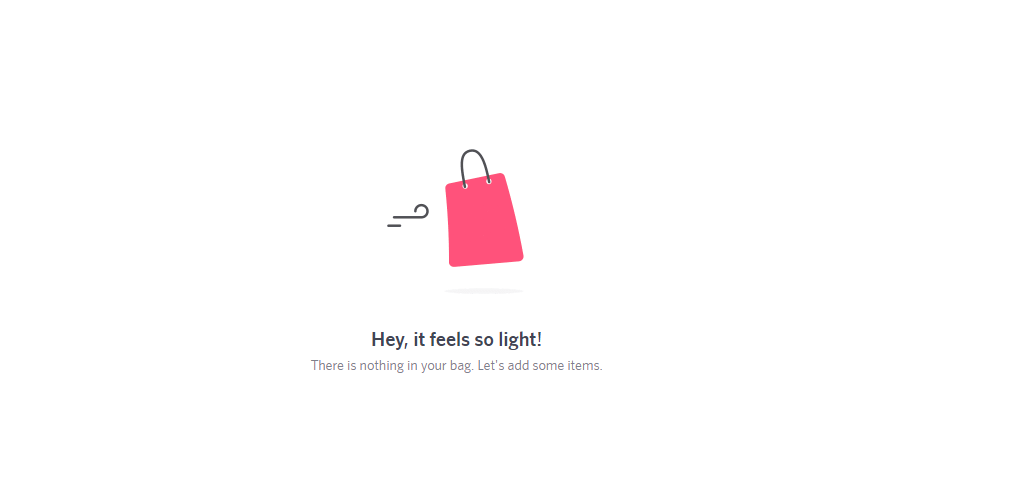 Hey, it feels so light!
There is nothing in your bag. Let's add some items.